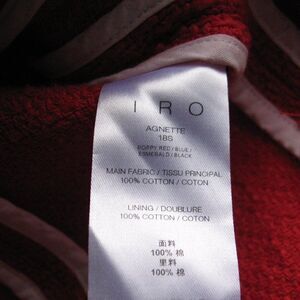 IRO
AGNETTE
18S
POPPY RED / BLUE /
ESMERALD / BLACK
MAIN FABRIC / TISSU PRINCIPAL
100% COTTON / COTON
LINING / DOUBLURE
100% COTTON / COTON
面料
100% 棉
里料
100% 棉